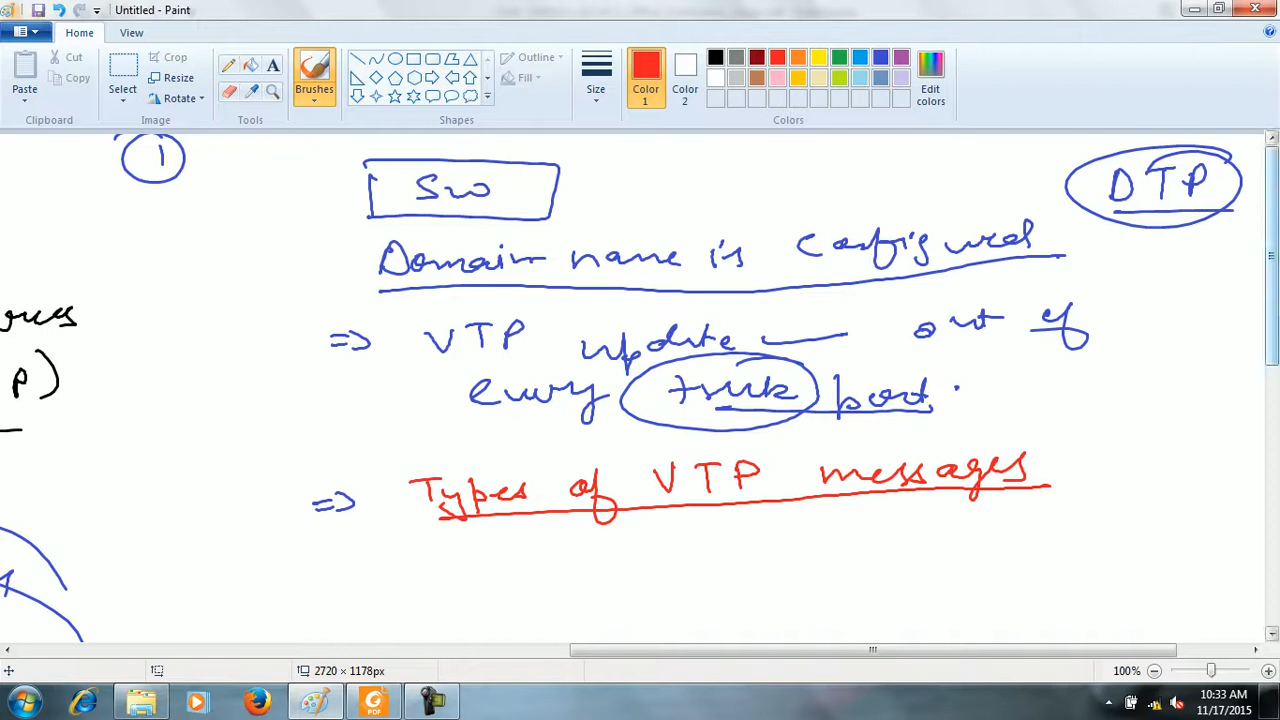 Untitled - Paint
Home View
Paste
Cut
Copy
Clipboard
Select
Crop
Resize
Rotate
Image
Tools
Brushes
Shapes
Outline
Fill
Size
Color 1
Color 2
Edit colors
Colors
1
Sw
DTP
Domain name is configured
VTP update out of
every trunk port.
P)
Types of VTP messages
2720 × 1178px
100%
10:33 AM
11/17/2015
PDF